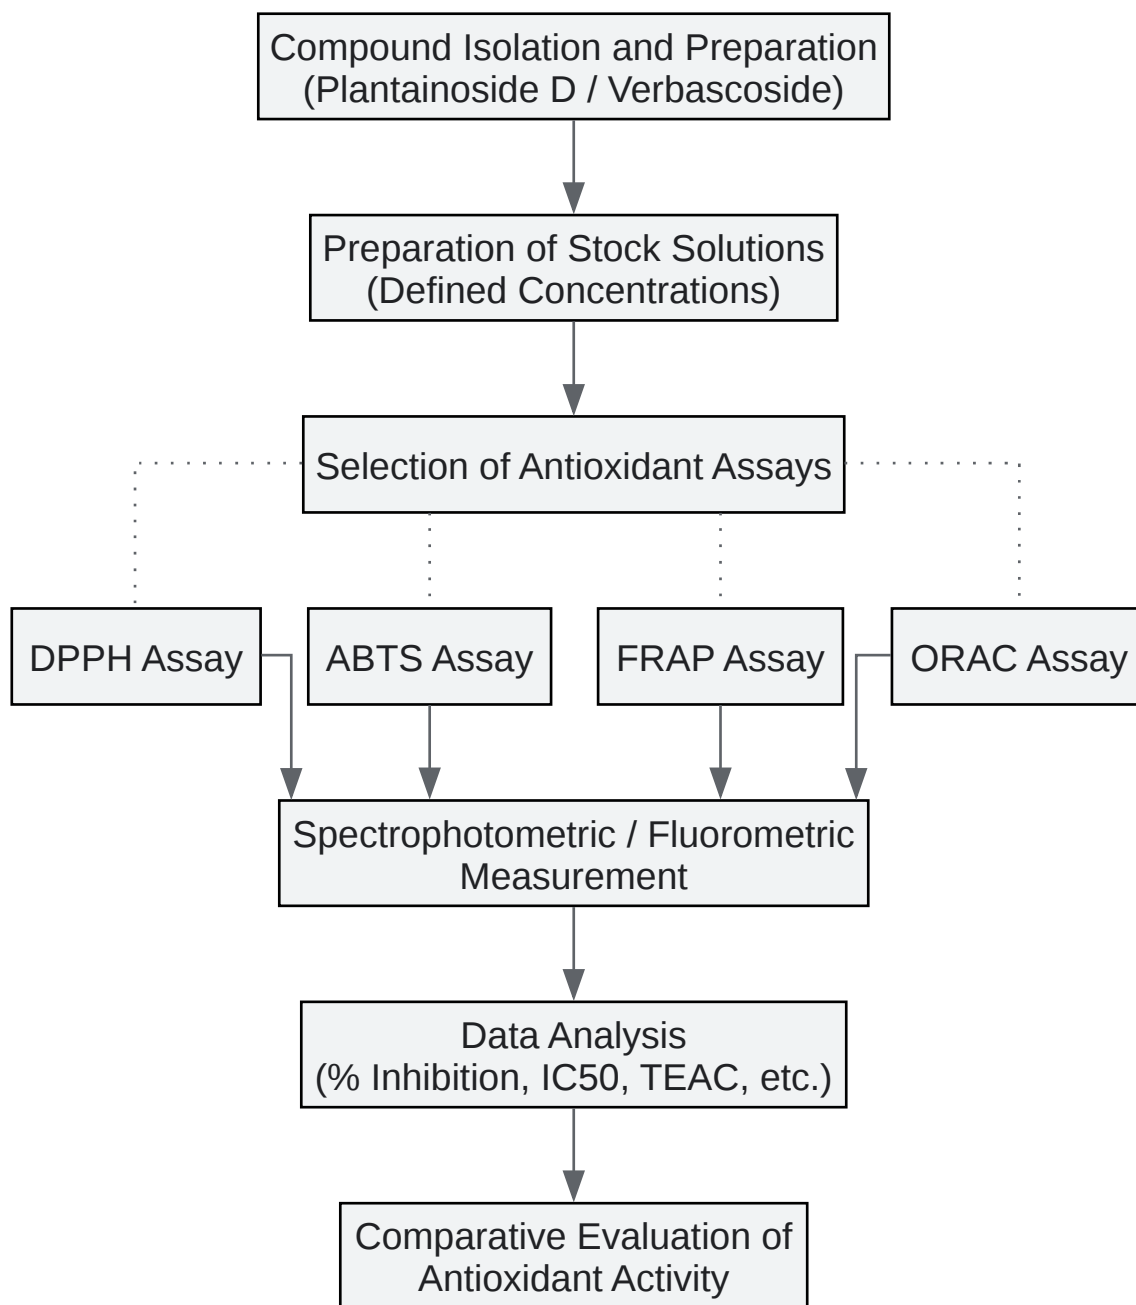 Compound Isolation and Preparation
(Plantainoside D / Verbascoside)
Preparation of Stock Solutions
(Defined Concentrations)
Selection of Antioxidant Assays
DPPH Assay
ABTS Assay
FRAP Assay
ORAC Assay
Spectrophotometric / Fluorometric
Measurement
Data Analysis
(% Inhibition, IC50, TEAC, etc.)
Comparative Evaluation of
Antioxidant Activity